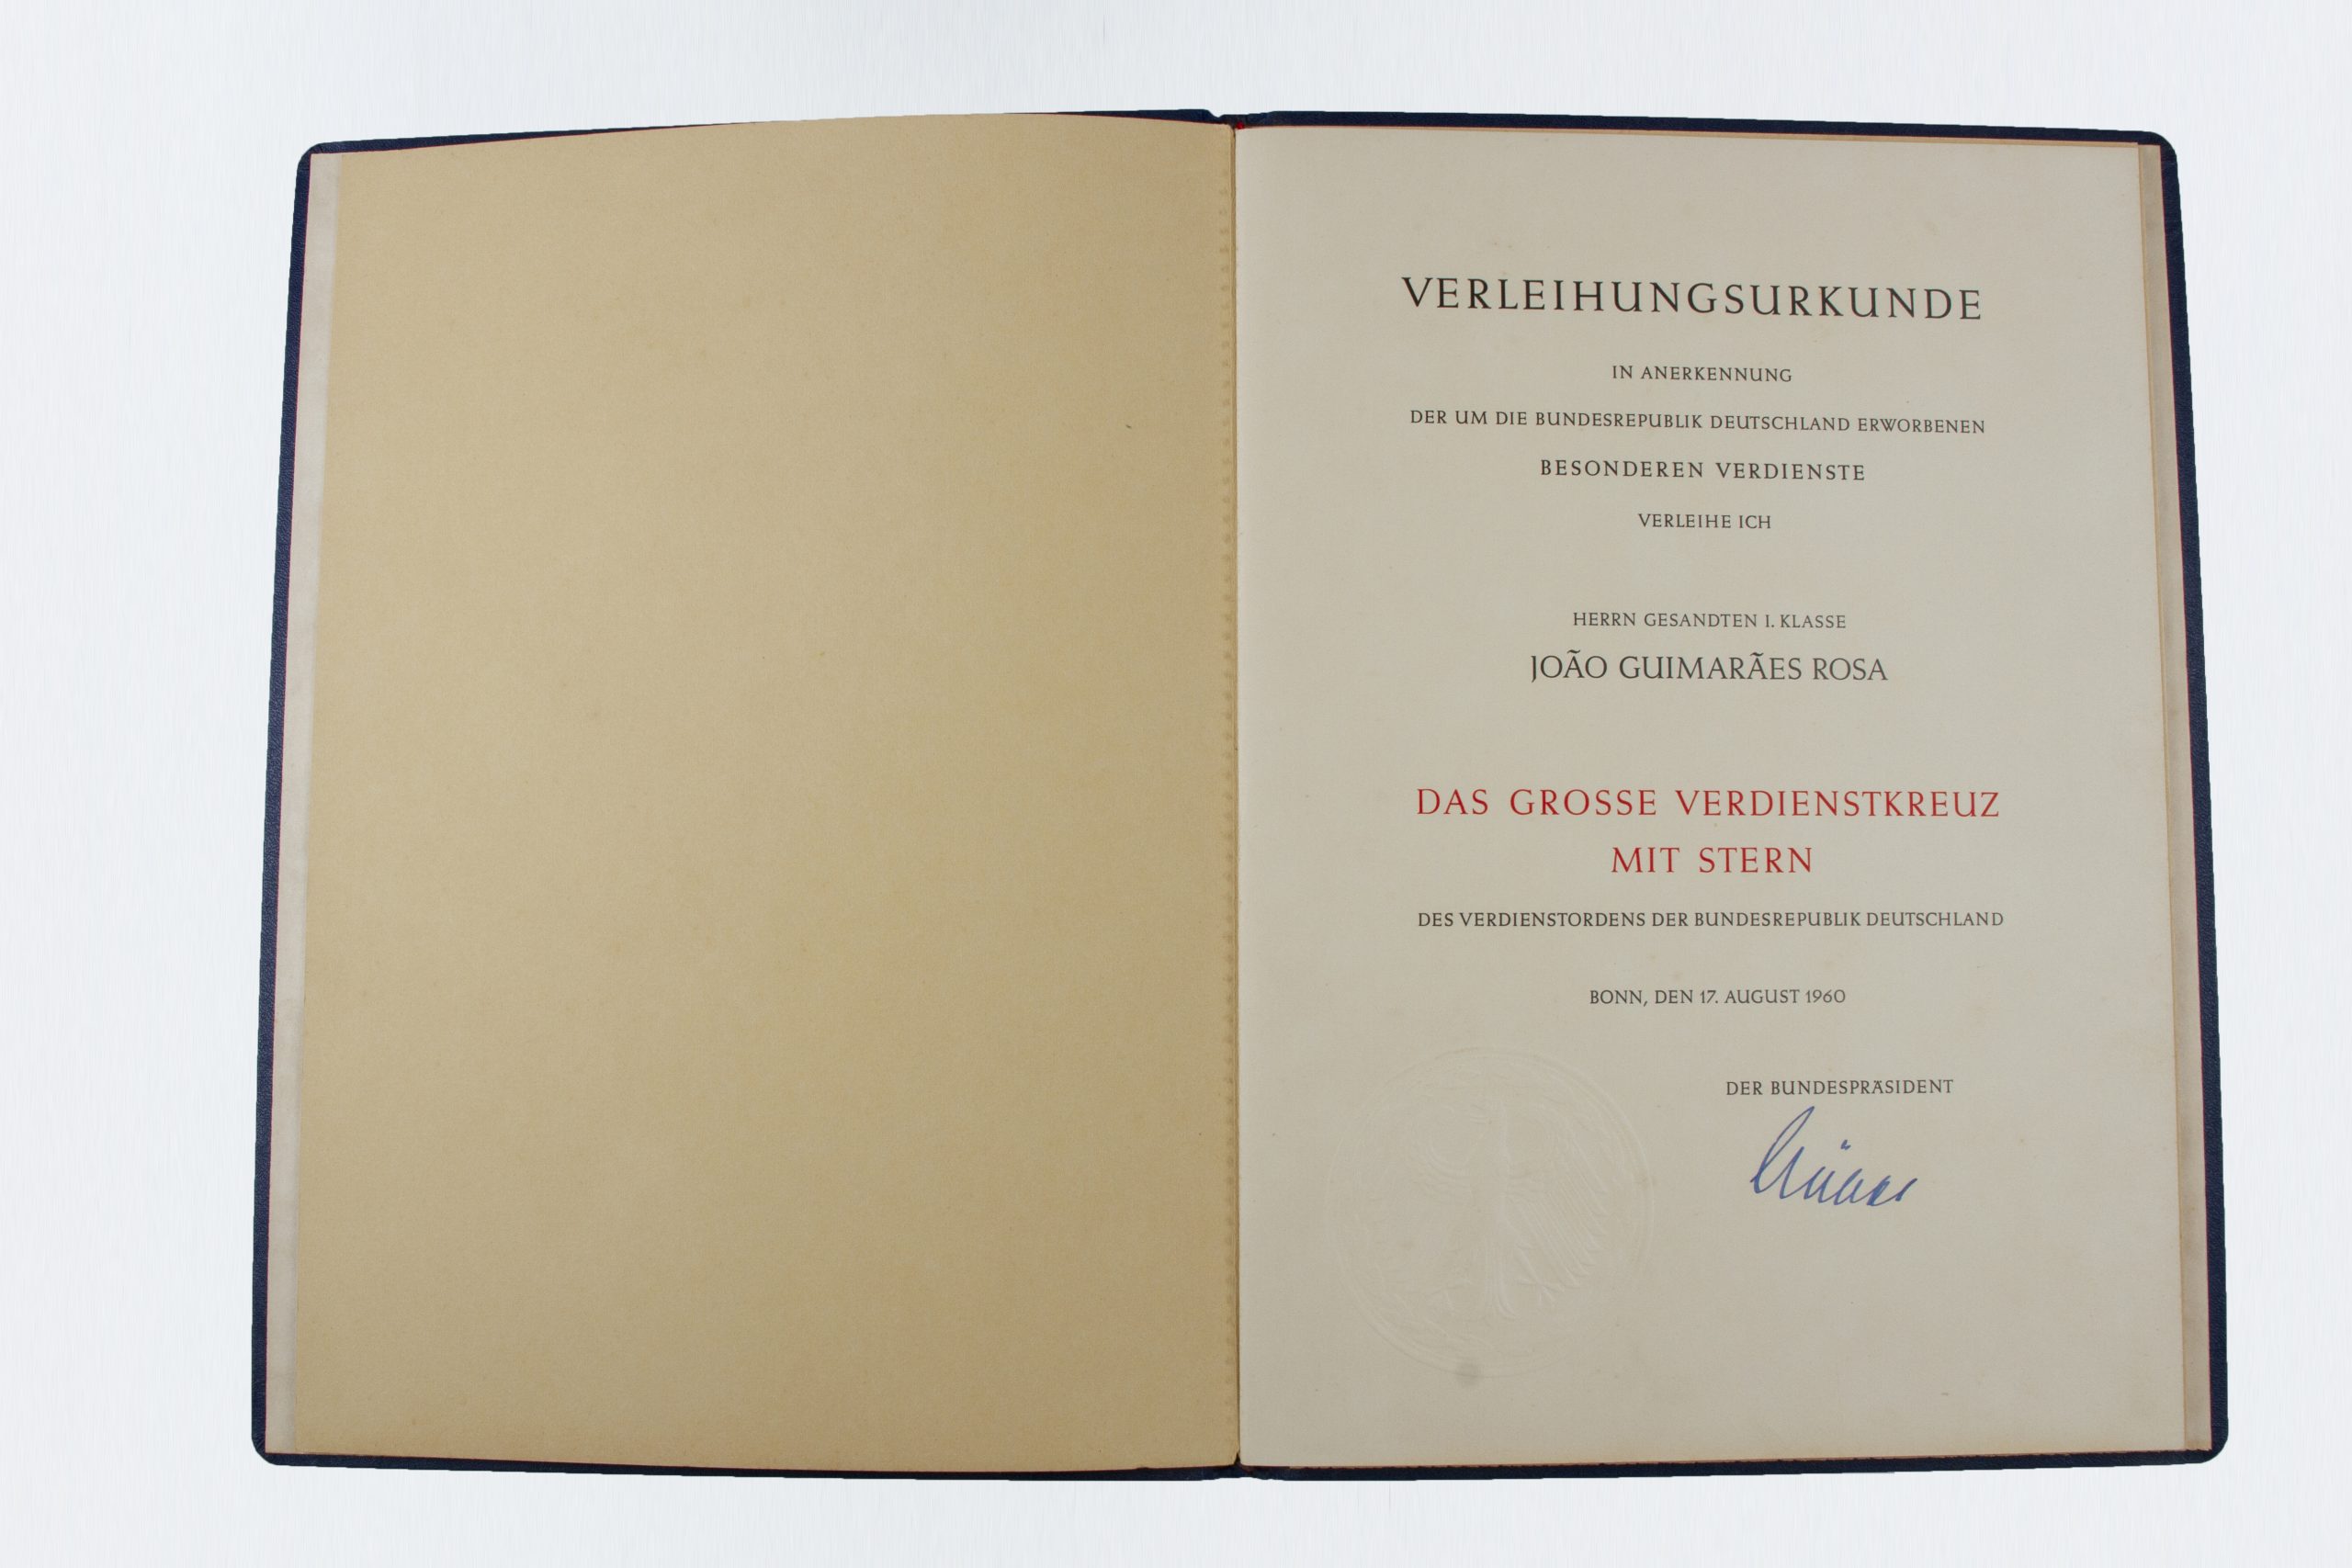 VERLEIHUNGSURKUNDE
IN ANERKENNUNG
DER UM DIE BUNDESREPUBLIK DEUTSCHLAND ERWORBENEN
BESONDEREN VERDIENSTE
VERLEIHE ICH
HERRN GESANDTEN I. KLASSE
JOÃO GUIMARÃES ROSA
DAS GROSSE VERDIENSTKREUZ
MIT STERN
DES VERDIENSTORDENS DER BUNDESREPUBLIK DEUTSCHLAND
BONN, DEN 17. AUGUST 1960
DER BUNDESPRÄSIDENT